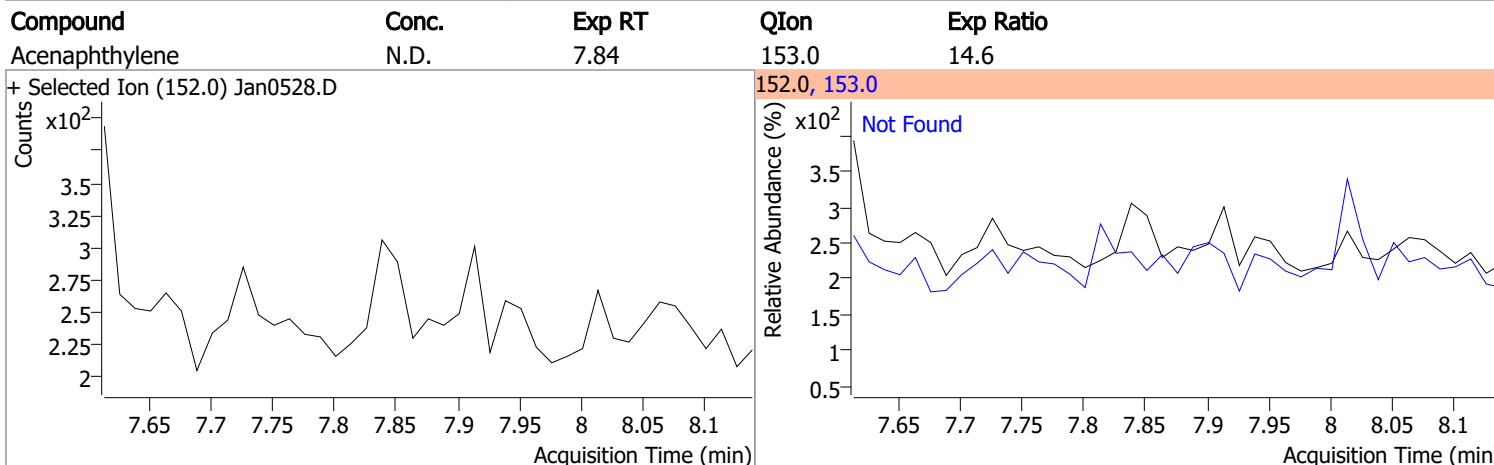 Compound Conc. Exp RT QIon Exp Ratio
Acenaphthylene N.D. 7.84 153.0 14.6
+ Selected Ion (152.0) Jan0528.D
Counts
x10²
3.5
3.25
3
2.75
2.5
2.25
2
7.65 7.7 7.75 7.8 7.85 7.9 7.95 8 8.05 8.1
Acquisition Time (min)
152.0, 153.0
Relative Abundance (%)
x10²
Not Found
3.5
3
2.5
2
1.5
1
0.5
7.65 7.7 7.75 7.8 7.85 7.9 7.95 8 8.05 8.1
Acquisition Time (min